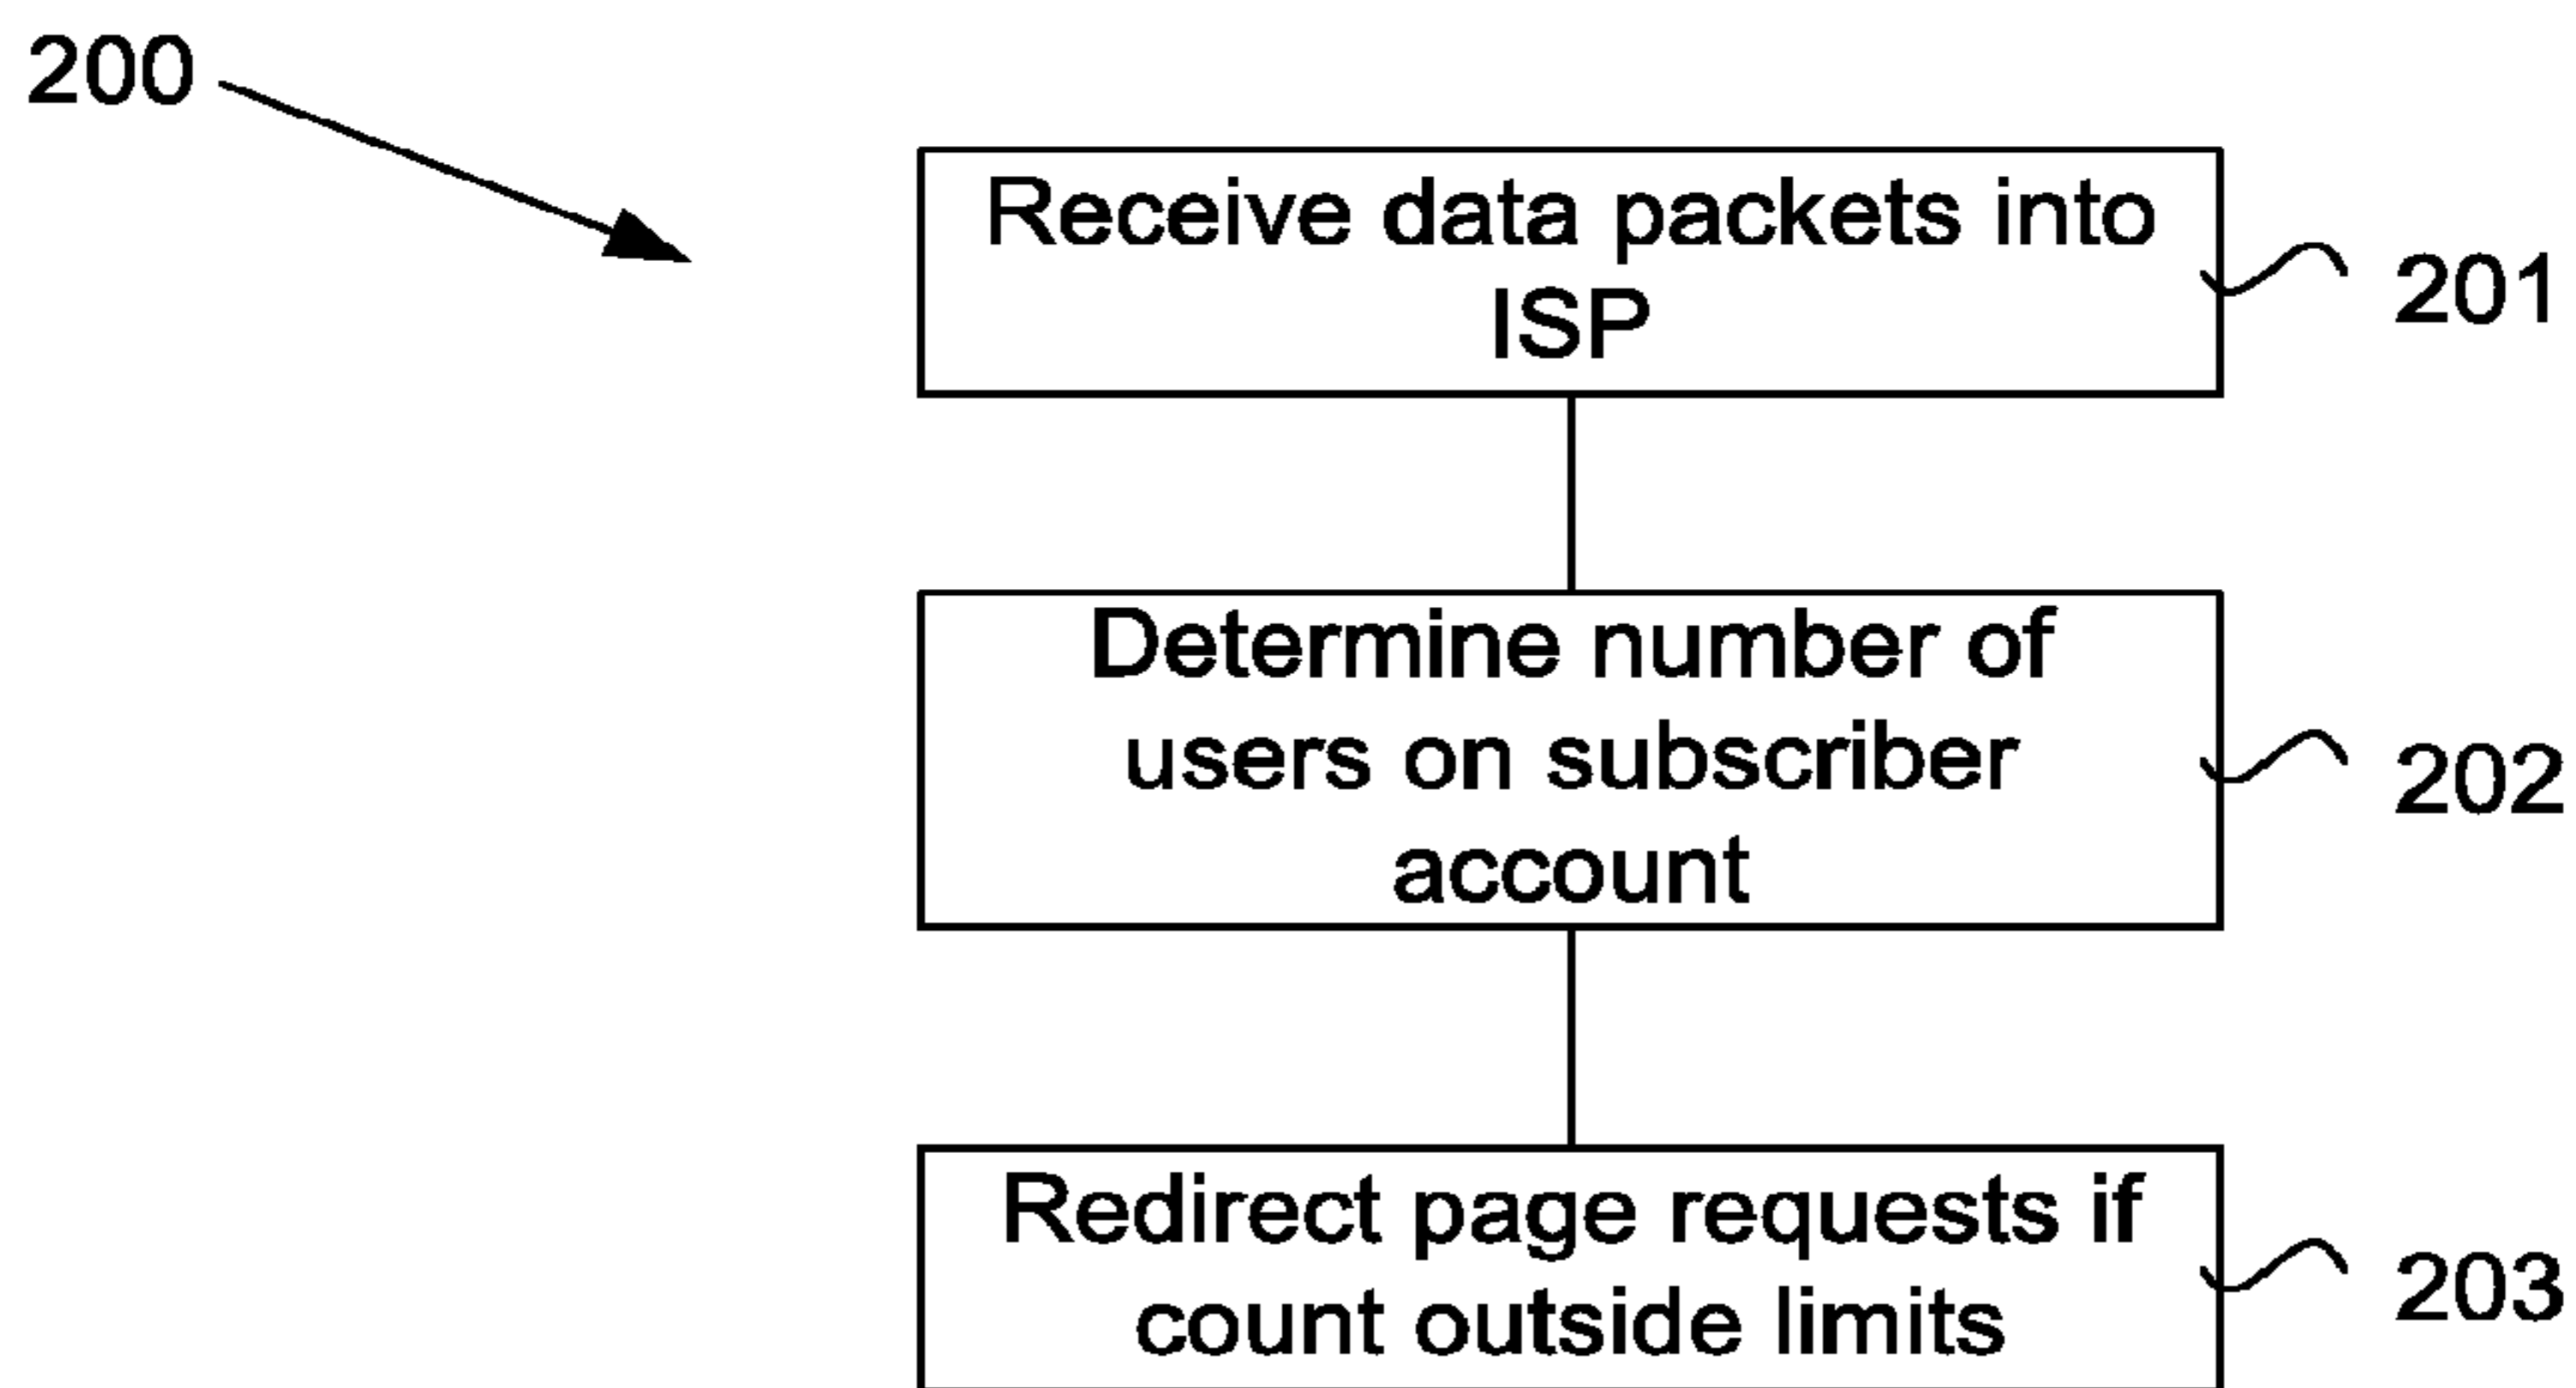 200
Receive data packets into
ISP
201
Determine number of
users on subscriber
account
202
Redirect page requests if
count outside limits
203